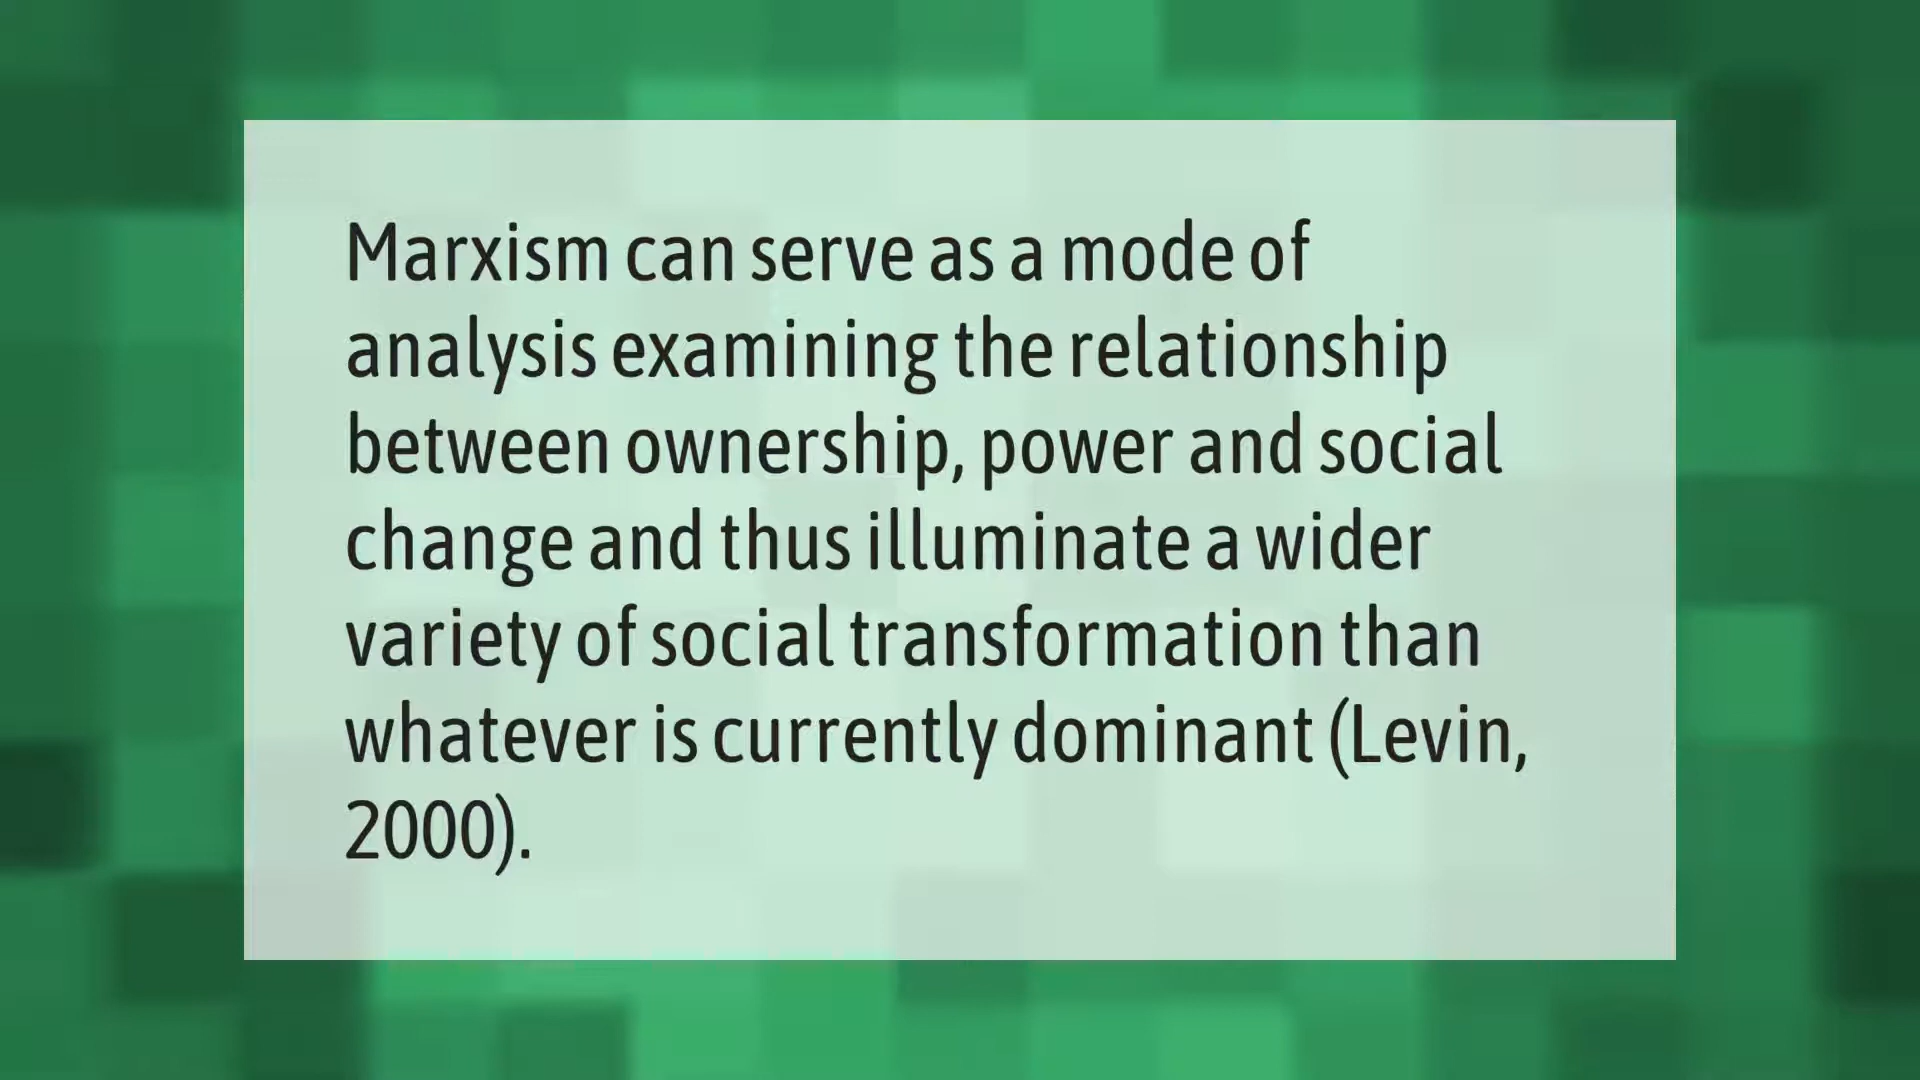 Marxism can serve as a mode of
analysis examining the relationship
between ownership, power and social
change and thus illuminate a wider
variety of social transformation than
whatever is currently dominant (Levin,
2000).